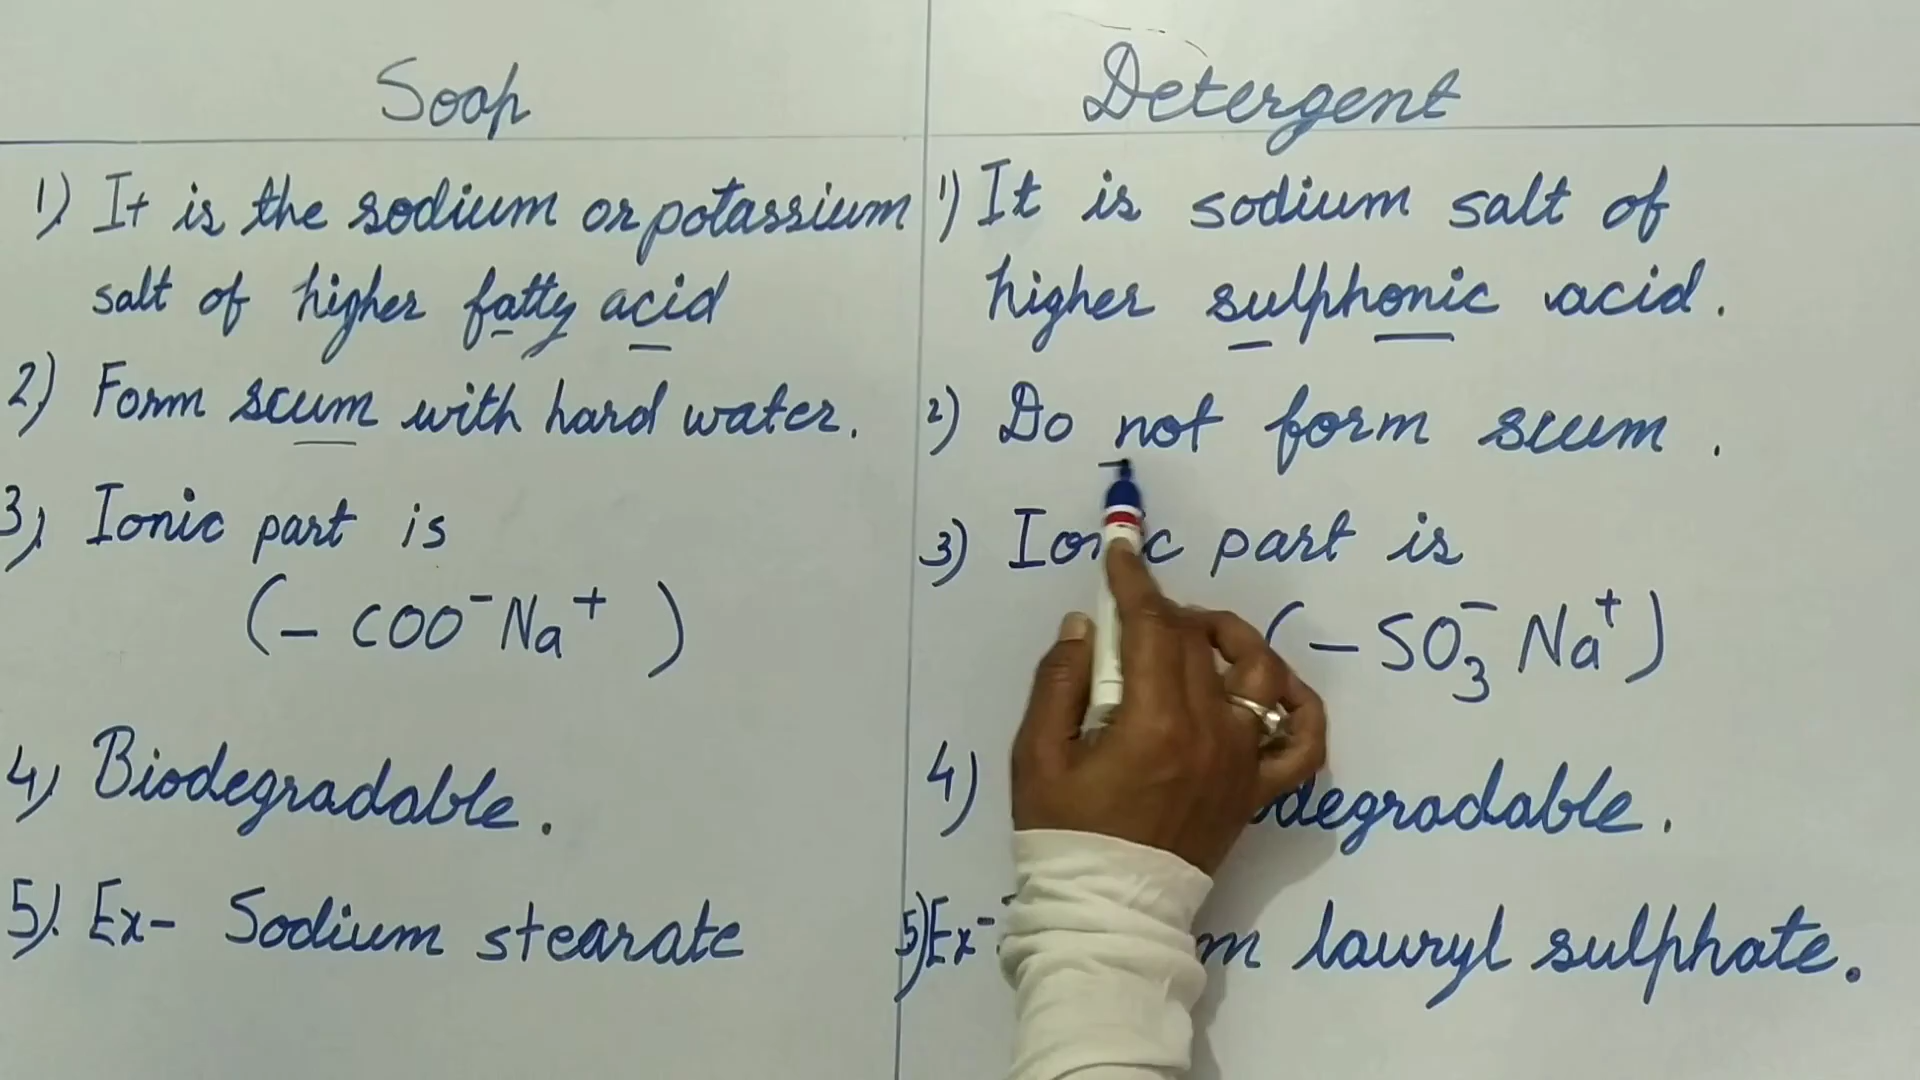 Soap
1) It is the sodium or potassium
salt of higher fatty acid
2) Form scum with hard water.
3) Ionic part is
(- COO⁻Na⁺ )
4) Biodegradable.
5). Ex- Sodium stearate
Detergent
1) It is sodium salt of
higher sulphonic acid.
2) Do not form scum.
3) Ionic part is
(-SO₃⁻ Na⁺)
4) degradable.
5) Ex- m lauryl sulphate.